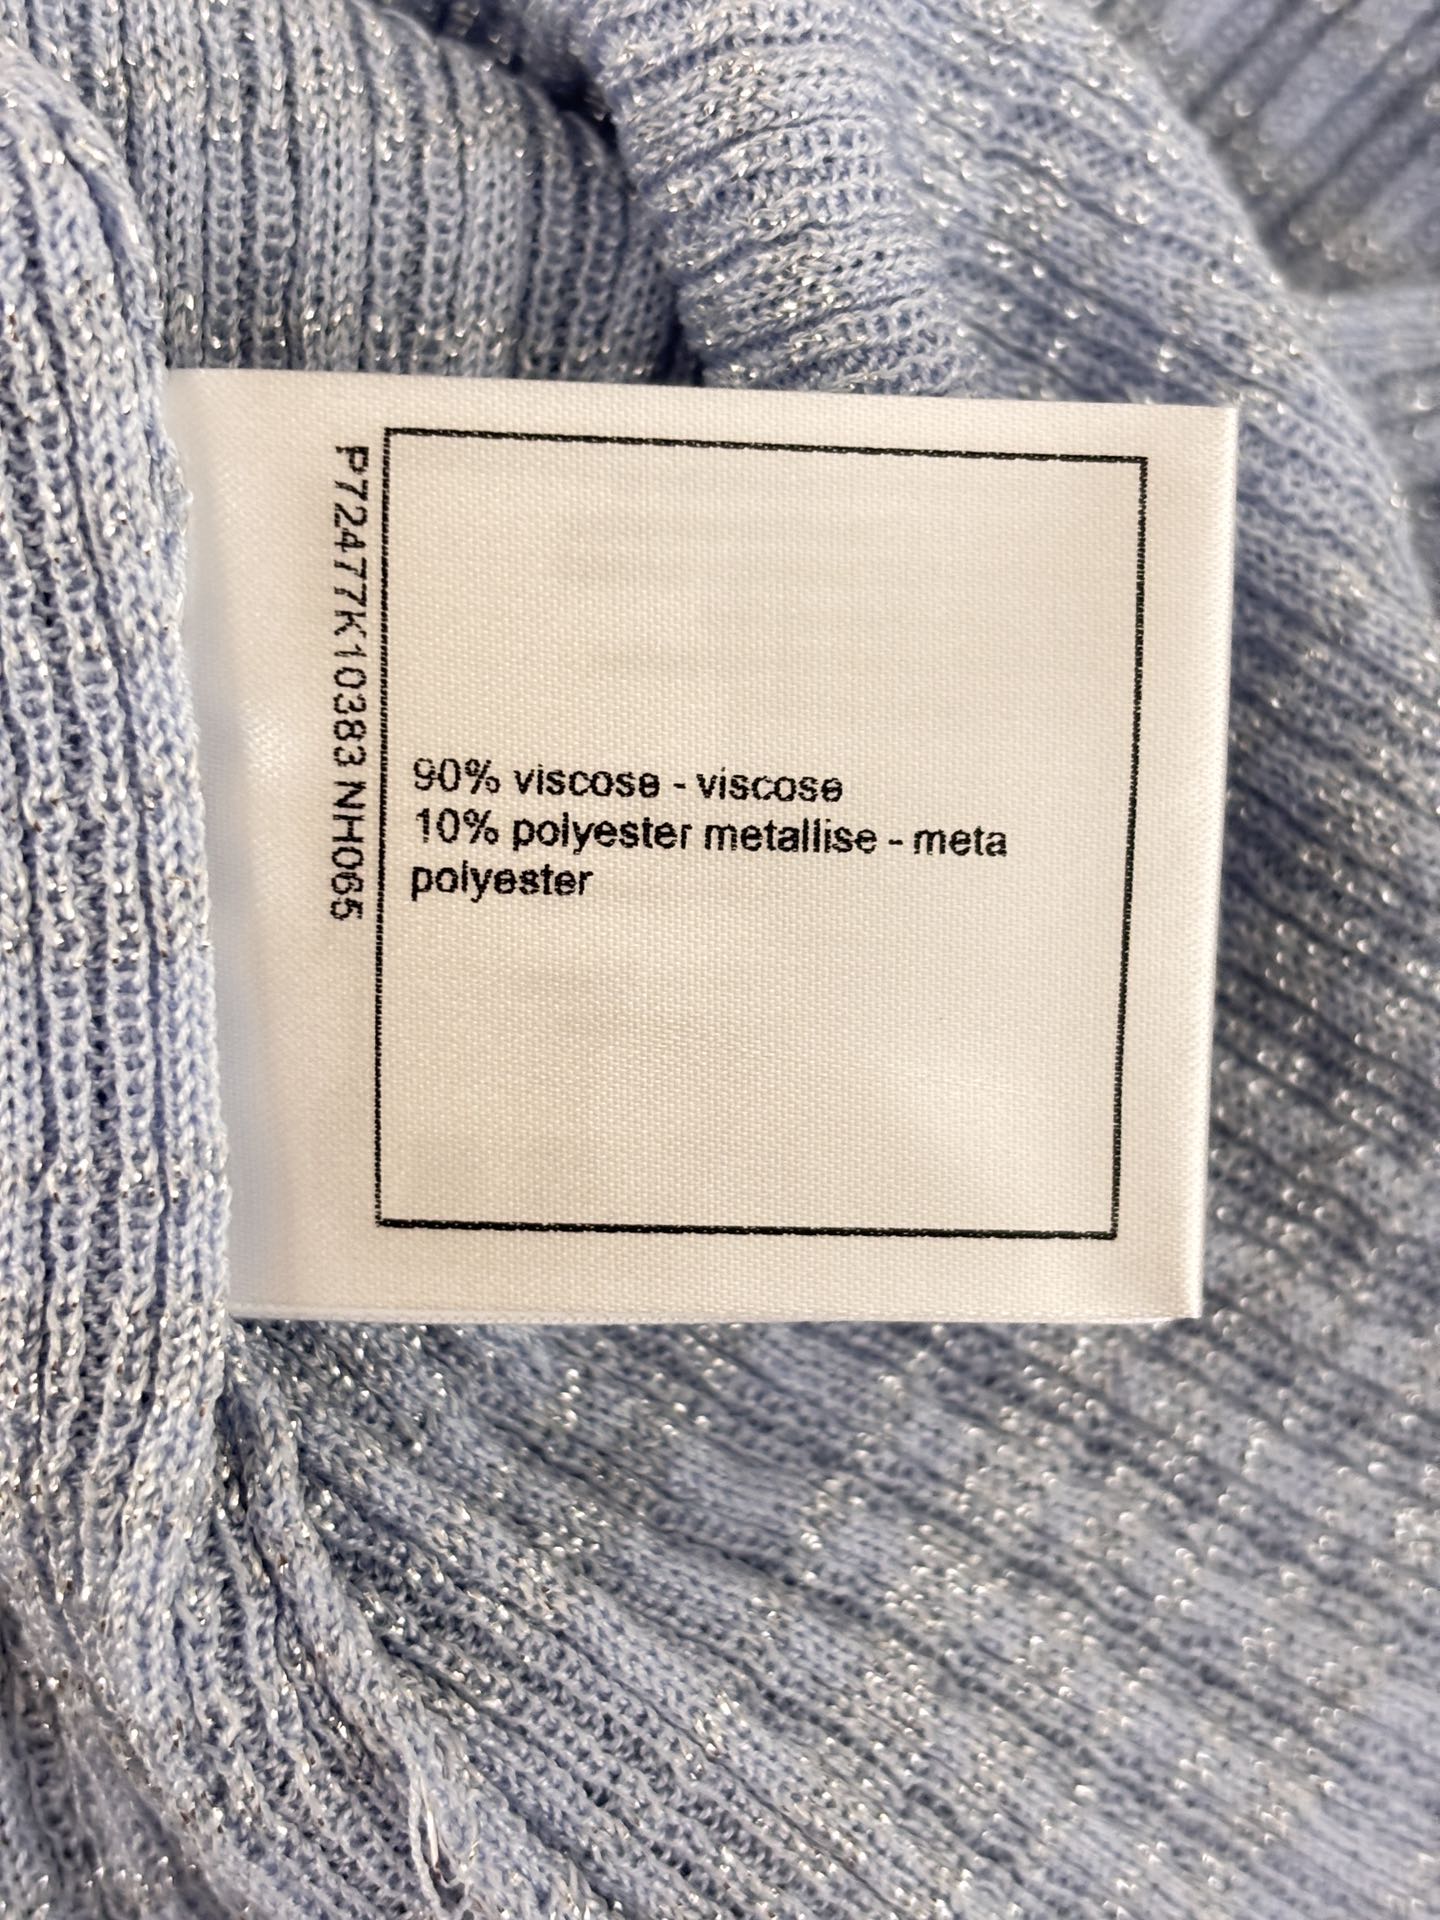 P72477K10383 NH065
90% viscose - viscose
10% polyester metallise - meta
polyester